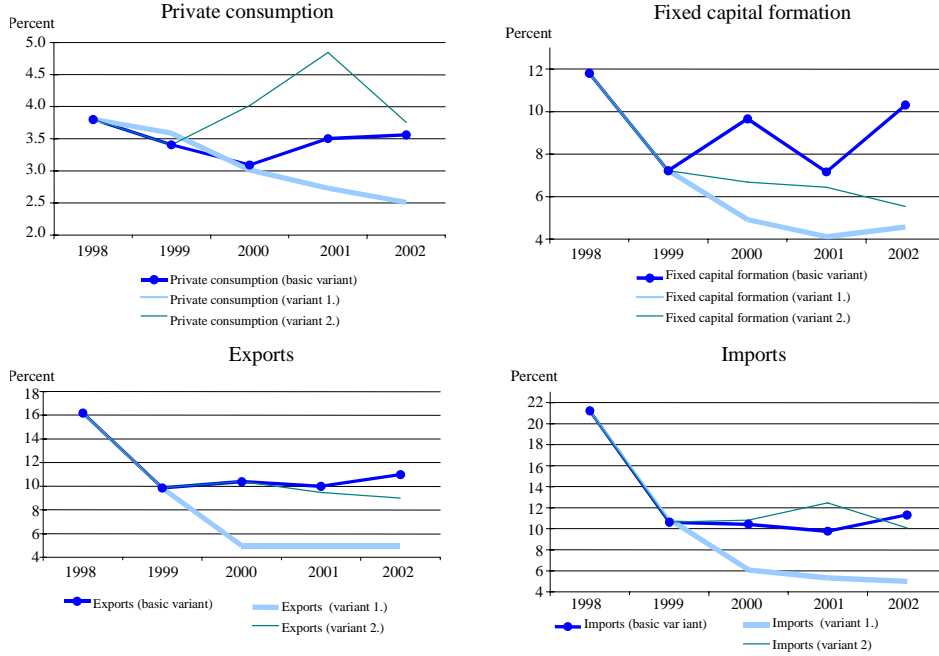 Private consumption
Percent
5.0
4.5
4.0
3.5
3.0
2.5
2.0
1998 1999 2000 2001 2002
Private consumption (basic variant)
Private consumption (variant 1.)
Private consumption (variant 2.)
Fixed capital formation
Percent
12
10
8
6
4
1998 1999 2000 2001 2002
Fixed capital formation (basic variant)
Fixed capital formation (variant 1.)
Fixed capital formation (variant 2.)
Exports
Percent
18
16
14
12
10
8
6
4
1998 1999 2000 2001 2002
Exports (basic variant)
Exports (variant 1.)
Exports (variant 2.)
Imports
Percent
22
20
18
16
14
12
10
8
6
4
1998 1999 2000 2001 2002
Imports (basic var iant)
Imports (variant 1.)
Imports (variant 2)